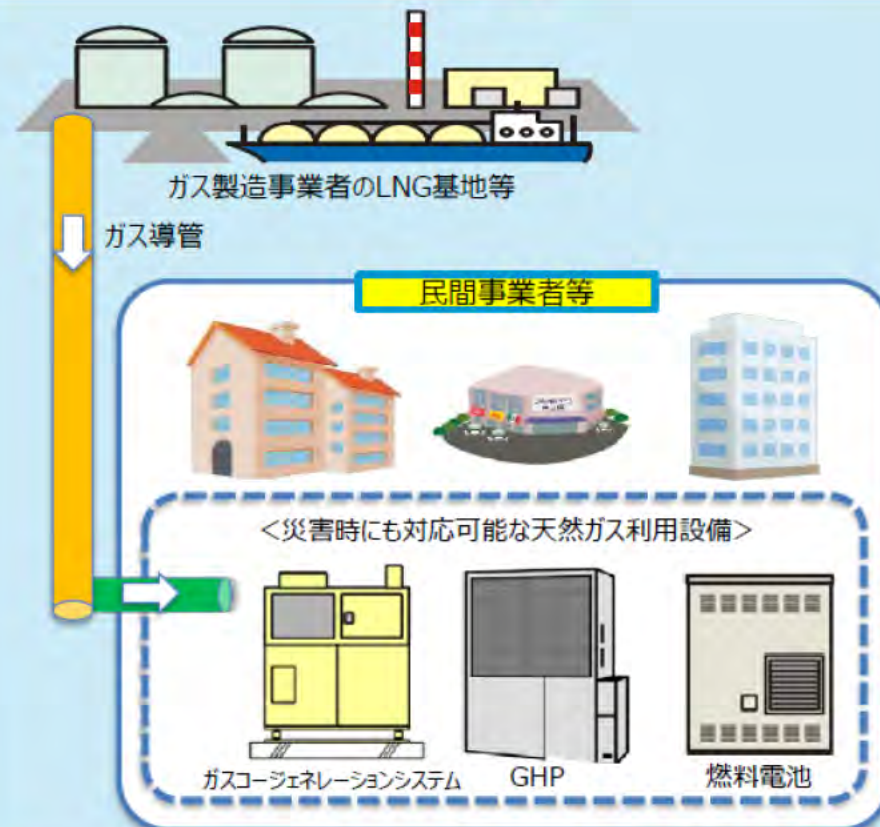 ガス製造事業者のLNG基地等
ガス導管
民間事業者等
＜災害時にも対応可能な天然ガス利用設備＞
ガスコージェネレーションシステム
GHP
燃料電池